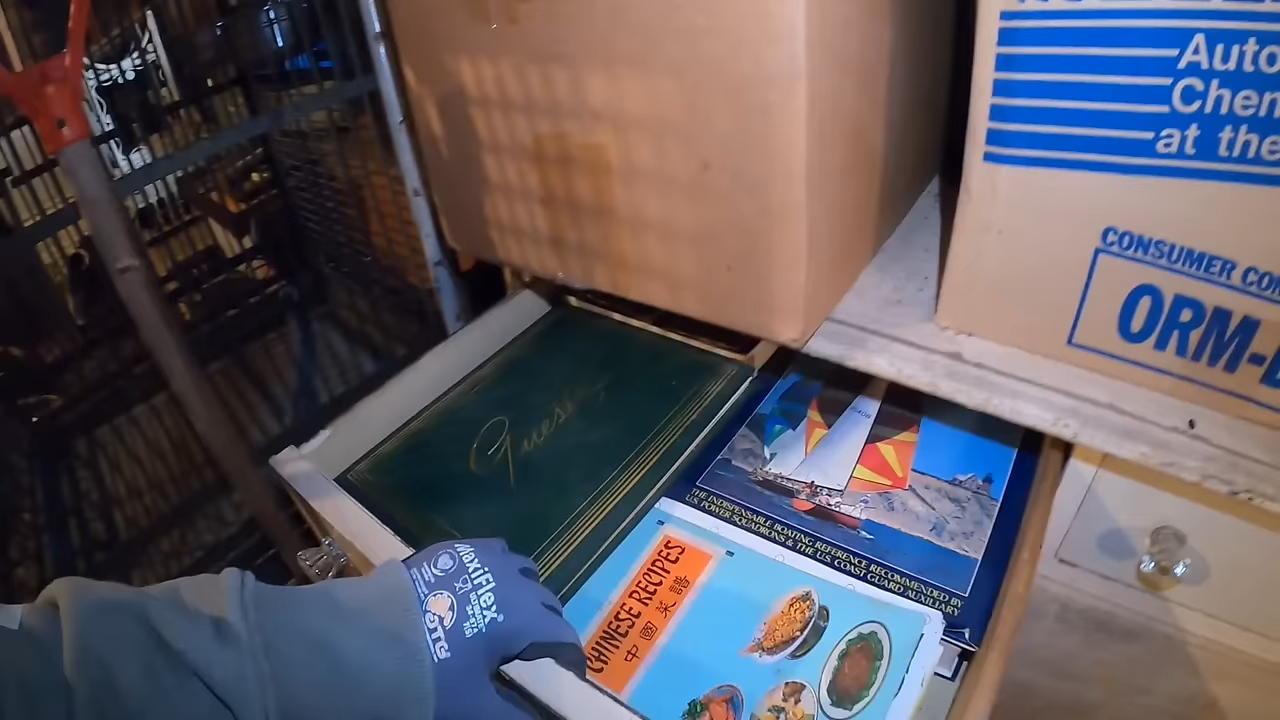 Auto
Chem
at the
CONSUMER CO
ORM-
Guests
THE INDISPENSABLE BOATING REFERENCE RECOMMENDED BY
U.S. POWER SQUADRONS & THE U.S. COAST GUARD AUXILIARY
CHINESE RECIPES
中國菜譜
MaxiFlex®